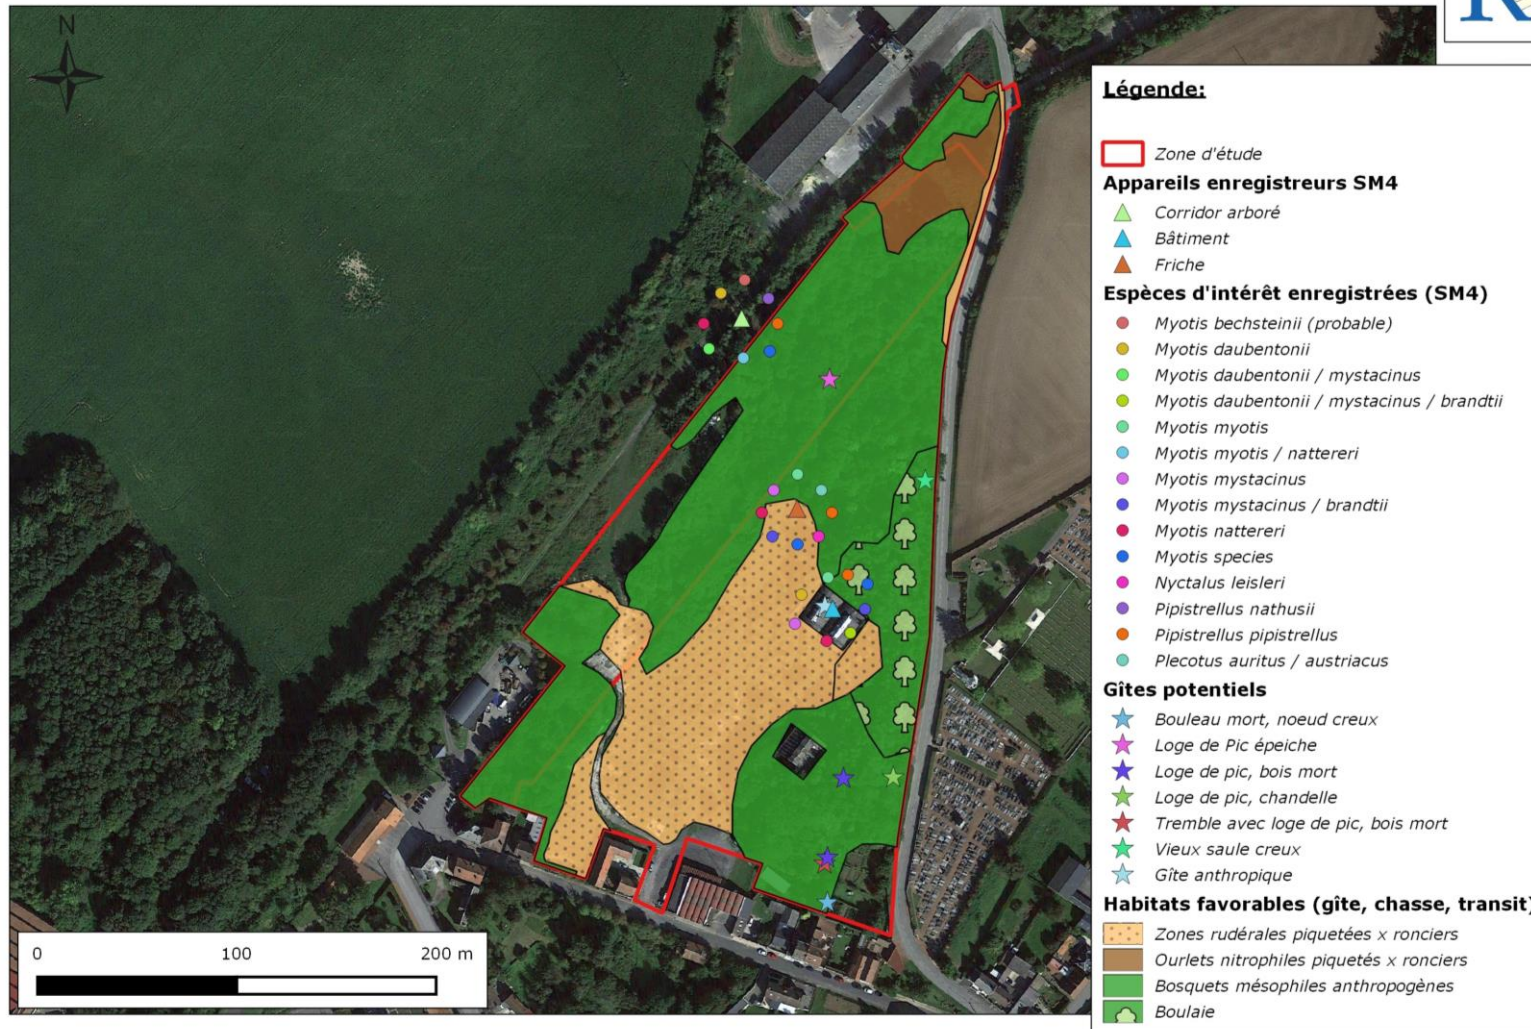 N
Légende:
Zone d'étude
Appareils enregistreurs SM4
Corridor arboré
Bâtiment
Friche
Espèces d'intérêt enregistrées (SM4)
Myotis bechsteinii (probable)
Myotis daubentonii
Myotis daubentonii / mystacinus
Myotis daubentonii / mystacinus / brandtii
Myotis myotis
Myotis myotis / nattereri
Myotis mystacinus
Myotis mystacinus / brandtii
Myotis nattereri
Myotis species
Nyctalus leisleri
Pipistrellus nathusii
Pipistrellus pipistrellus
Plecotus auritus / austriacus
Gîtes potentiels
Bouleau mort, noeud creux
Loge de Pic épeiche
Loge de pic, bois mort
Loge de pic, chandelle
Tremble avec loge de pic, bois mort
Vieux saule creux
Gîte anthropique
Habitats favorables (gîte, chasse, transit)
Zones rudérales piquetées x ronciers
Ourlets nitrophiles piquetés x ronciers
Bosquets mésophiles anthropogènes
Boulaie
0 100 200 m